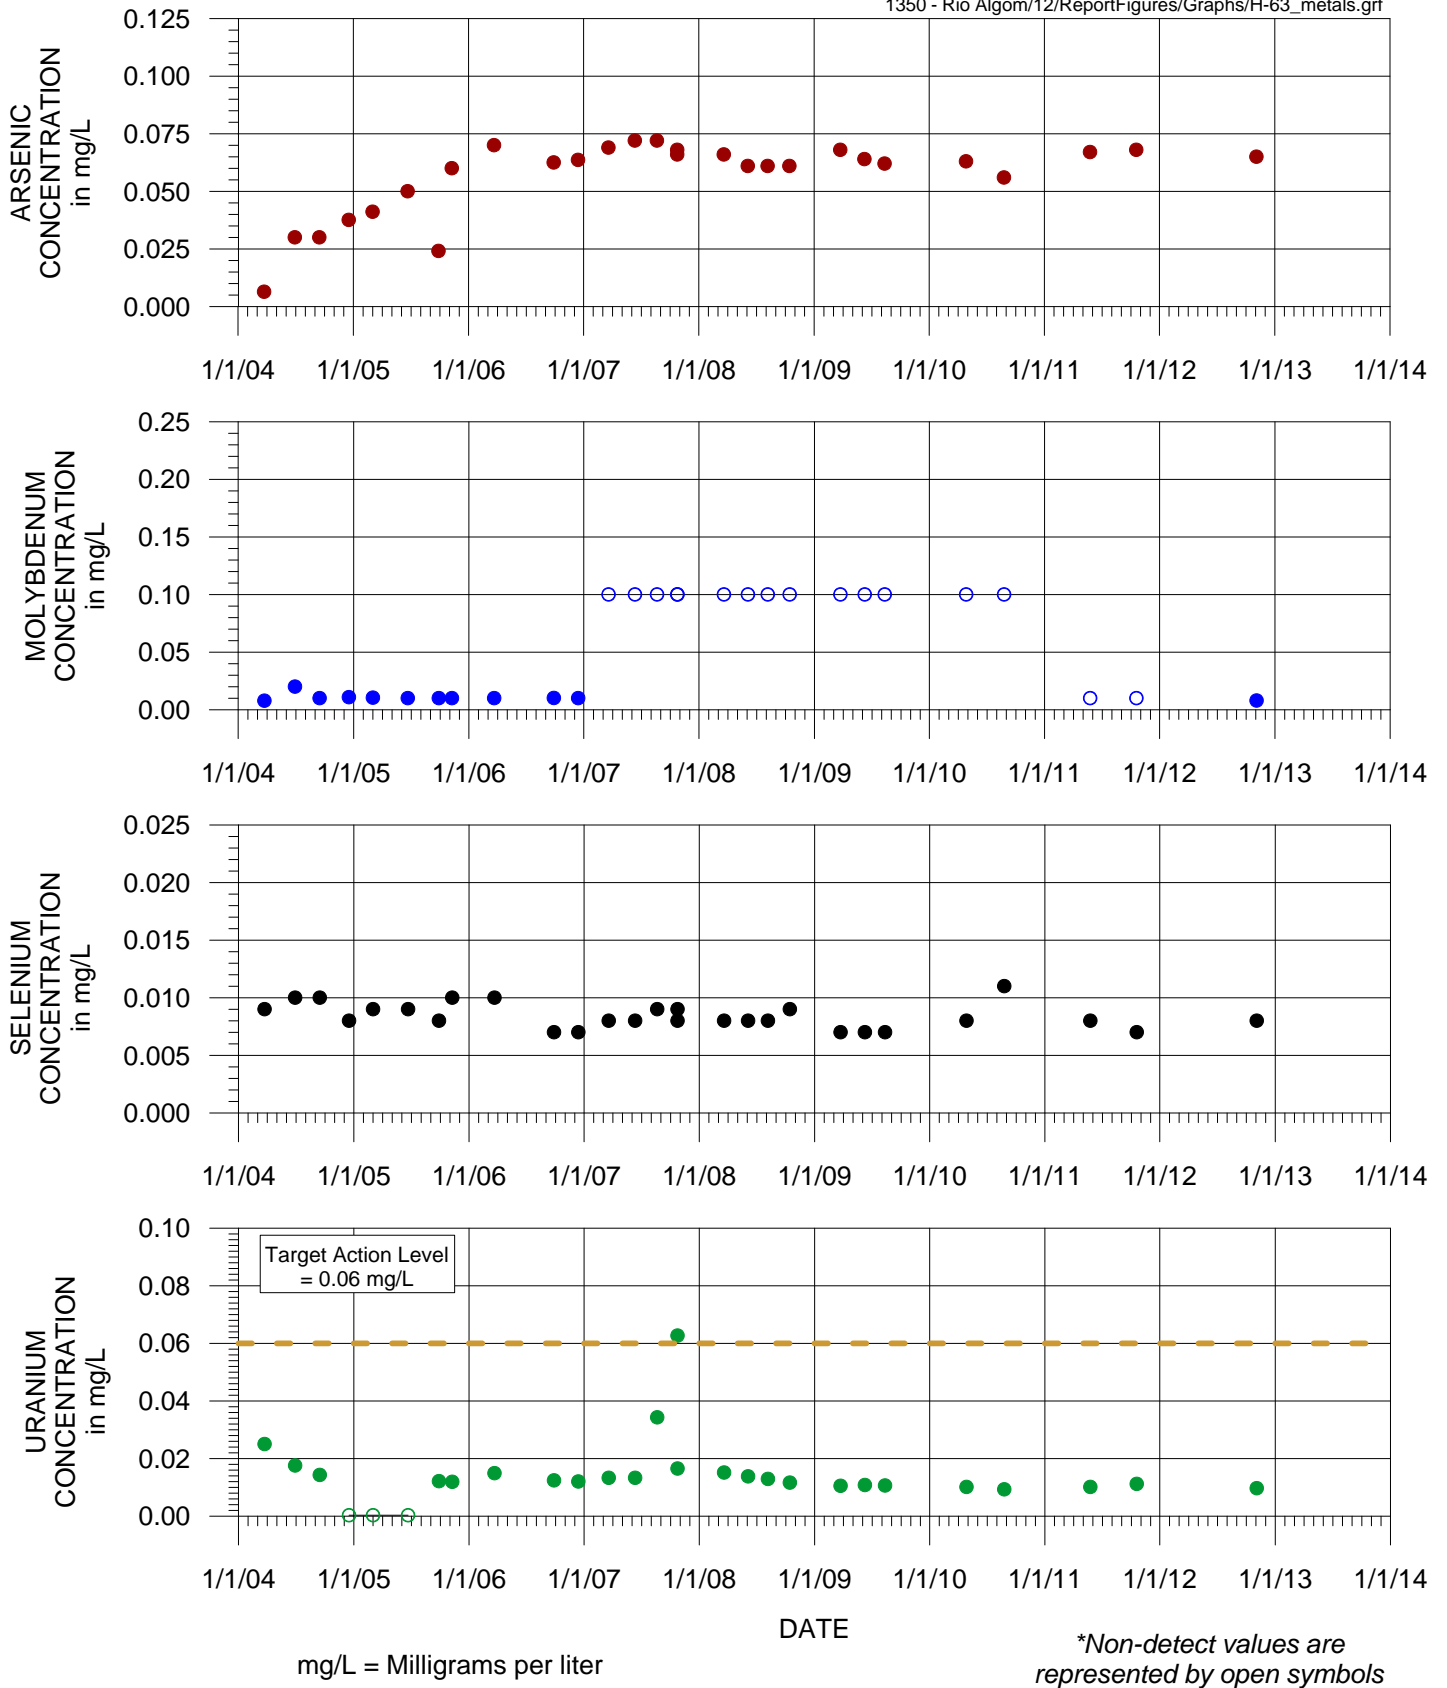 1350 - Rio Algom/12/ReportFigures/Graphs/H-63_metals.grf
ARSENIC
CONCENTRATION
in mg/L
0.125
0.100
0.075
0.050
0.025
0.000
1/1/04 1/1/05 1/1/06 1/1/07 1/1/08 1/1/09 1/1/10 1/1/11 1/1/12 1/1/13 1/1/14
MOLYBDENUM
CONCENTRATION
in mg/L
0.25
0.20
0.15
0.10
0.05
0.00
1/1/04 1/1/05 1/1/06 1/1/07 1/1/08 1/1/09 1/1/10 1/1/11 1/1/12 1/1/13 1/1/14
SELENIUM
CONCENTRATION
in mg/L
0.025
0.020
0.015
0.010
0.005
0.000
1/1/04 1/1/05 1/1/06 1/1/07 1/1/08 1/1/09 1/1/10 1/1/11 1/1/12 1/1/13 1/1/14
URANIUM
CONCENTRATION
in mg/L
0.10
0.08
0.06
0.04
0.02
0.00
Target Action Level
= 0.06 mg/L
1/1/04 1/1/05 1/1/06 1/1/07 1/1/08 1/1/09 1/1/10 1/1/11 1/1/12 1/1/13 1/1/14
DATE
mg/L = Milligrams per liter
*Non-detect values are
represented by open symbols